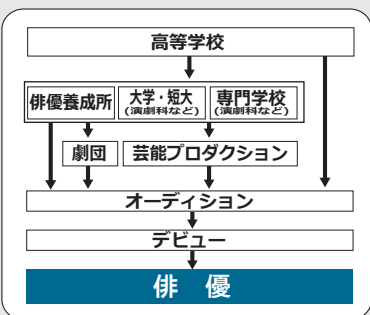 高等学校
俳優養成所
大学・短大
(演劇科など)
専門学校
(演劇科など)
劇団
芸能プロダクション
オーディション
デビュー
俳 優